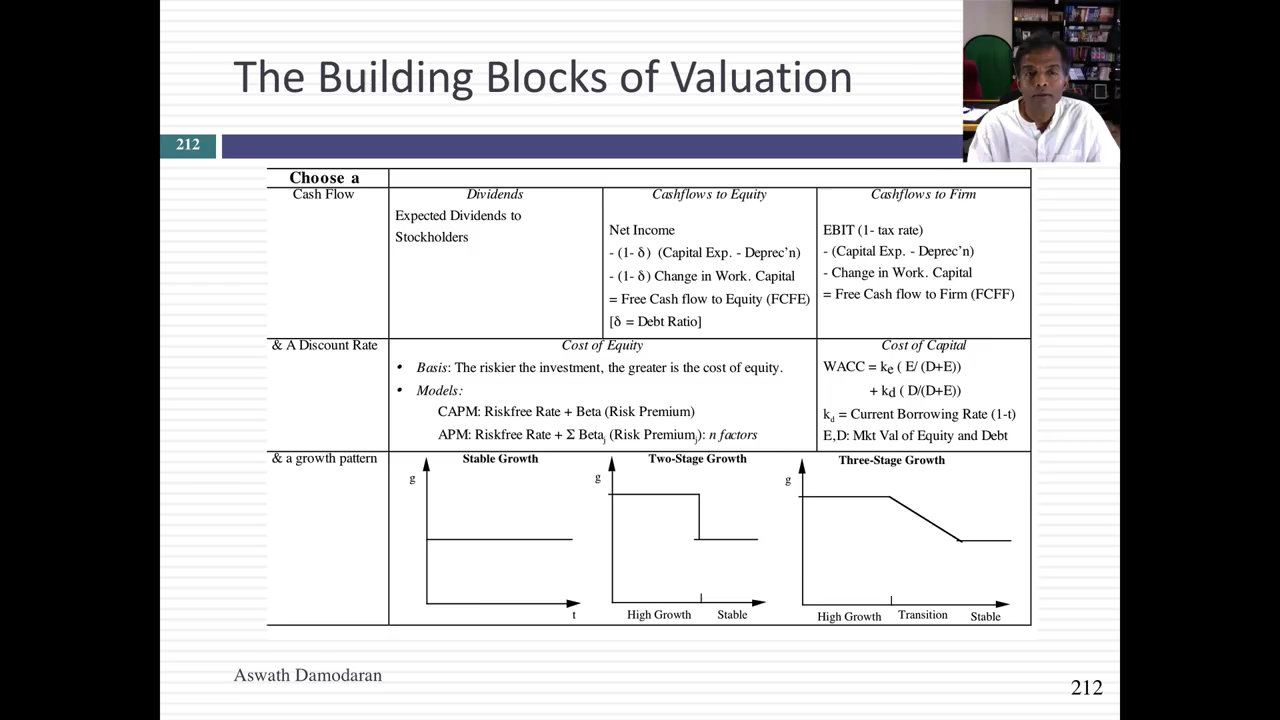 The Building Blocks of Valuation
212
Choose a
Cash Flow
Dividends
Expected Dividends to
Stockholders
Cashflows to Equity
Net Income
- (1- δ) (Capital Exp. - Deprec’n)
- (1- δ) Change in Work. Capital
= Free Cash flow to Equity (FCFE)
[δ = Debt Ratio]
Cashflows to Firm
EBIT (1- tax rate)
- (Capital Exp. - Deprec’n)
- Change in Work. Capital
= Free Cash flow to Firm (FCFF)
& A Discount Rate
Cost of Equity
• Basis: The riskier the investment, the greater is the cost of equity.
• Models:
CAPM: Riskfree Rate + Beta (Risk Premium)
APM: Riskfree Rate + Σ Betaj (Risk Premiumj): n factors
Cost of Capital
WACC = ke ( E/ (D+E))
+ kd ( D/(D+E))
kd = Current Borrowing Rate (1-t)
E,D: Mkt Val of Equity and Debt
& a growth pattern
Stable Growth
g
t
Two-Stage Growth
g
High Growth Stable
Three-Stage Growth
g
High Growth Transition Stable
Aswath Damodaran
212